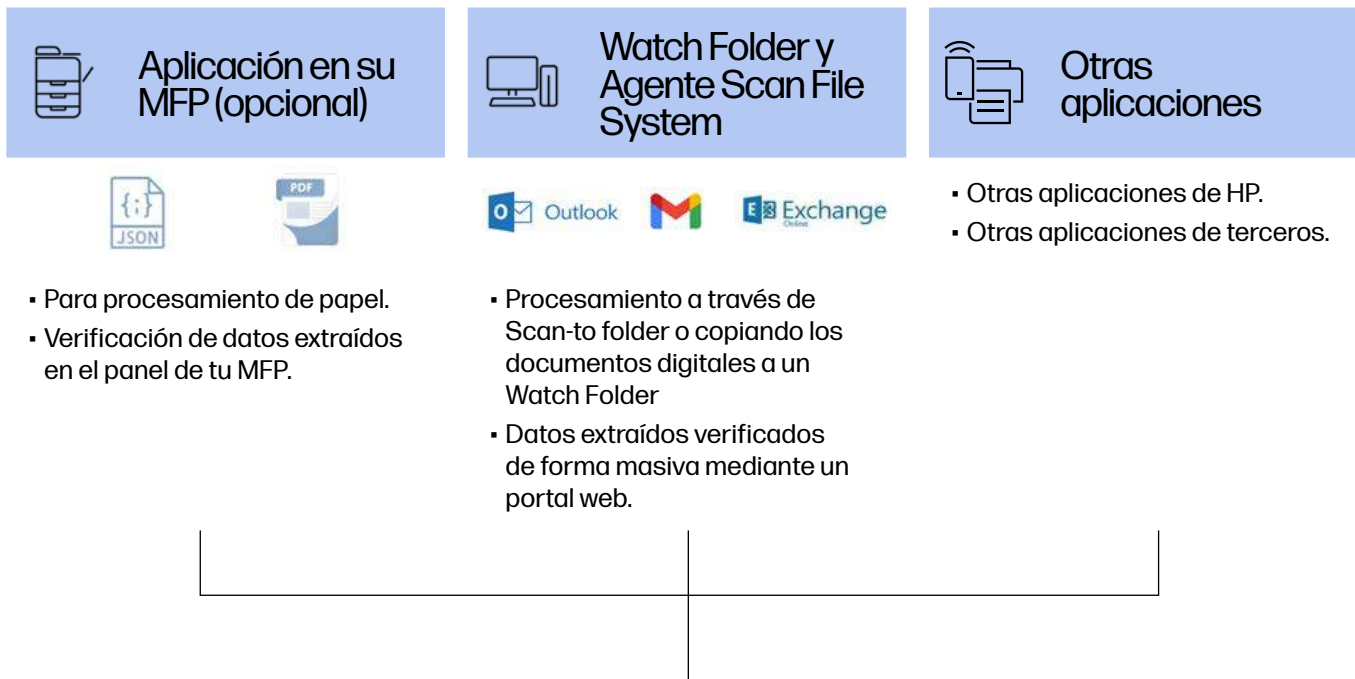 Aplicación en su
MFP (opcional)
{;}
JSON
PDF
• Para procesamiento de papel.
• Verificación de datos extraídos
en el panel de tu MFP.
Watch Folder y
Agente Scan File
System
Outlook
Exchange
Online
• Procesamiento a través de
Scan-to folder o copiando los
documentos digitales a un
Watch Folder
• Datos extraídos verificados
de forma masiva mediante un
portal web.
Otras
aplicaciones
• Otras aplicaciones de HP.
• Otras aplicaciones de terceros.